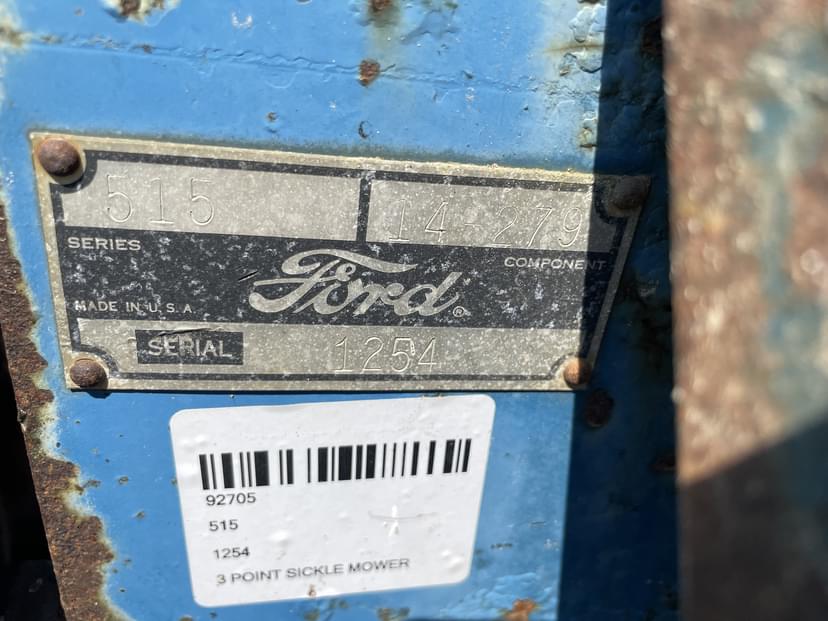 515
14-279
SERIES
COMPONENT
Ford®
MADE IN U.S.A.
SERIAL
1254
92705
515
1254
3 POINT SICKLE MOWER